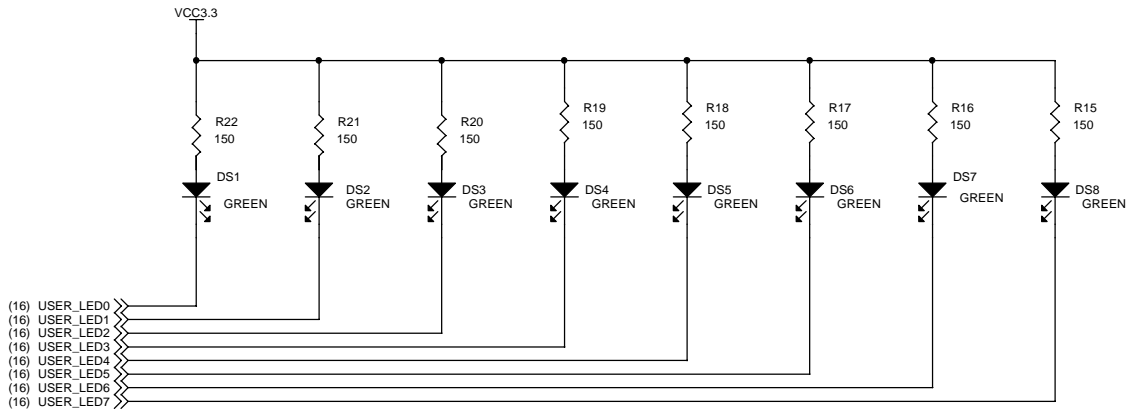 VCC3.3
R22
150
R21
150
R20
150
R19
150
R18
150
R17
150
R16
150
R15
150
DS1
GREEN
DS2
GREEN
DS3
GREEN
DS4
GREEN
DS5
GREEN
DS6
GREEN
DS7
GREEN
DS8
GREEN
(16) USER_LED0
(16) USER_LED1
(16) USER_LED2
(16) USER_LED3
(16) USER_LED4
(16) USER_LED5
(16) USER_LED6
(16) USER_LED7